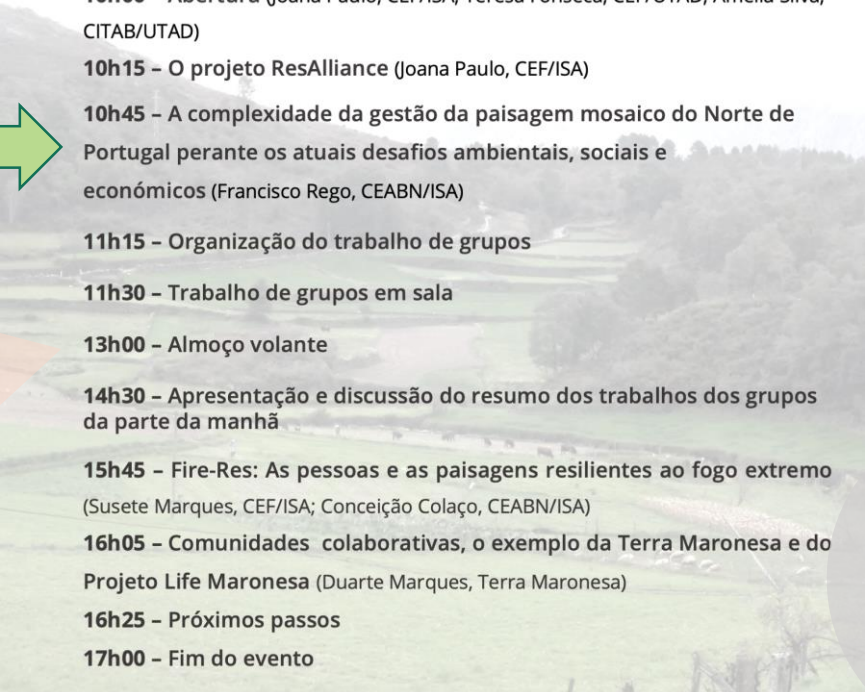 CITAB/UTAD)
10h15 – O projeto ResAlliance (Joana Paulo, CEF/ISA)
10h45 – A complexidade da gestão da paisagem mosaico do Norte de
Portugal perante os atuais desafios ambientais, sociais e
económicos (Francisco Rego, CEABN/ISA)
11h15 – Organização do trabalho de grupos
11h30 – Trabalho de grupos em sala
13h00 – Almoço volante
14h30 – Apresentação e discussão do resumo dos trabalhos dos grupos
da parte da manhã
15h45 – Fire-Res: As pessoas e as paisagens resilientes ao fogo extremo
(Susete Marques, CEF/ISA; Conceição Colaço, CEABN/ISA)
16h05 – Comunidades  colaborativas, o exemplo da Terra Maronesa e do
Projeto Life Maronesa (Duarte Marques, Terra Maronesa)
16h25 – Próximos passos
17h00 – Fim do evento